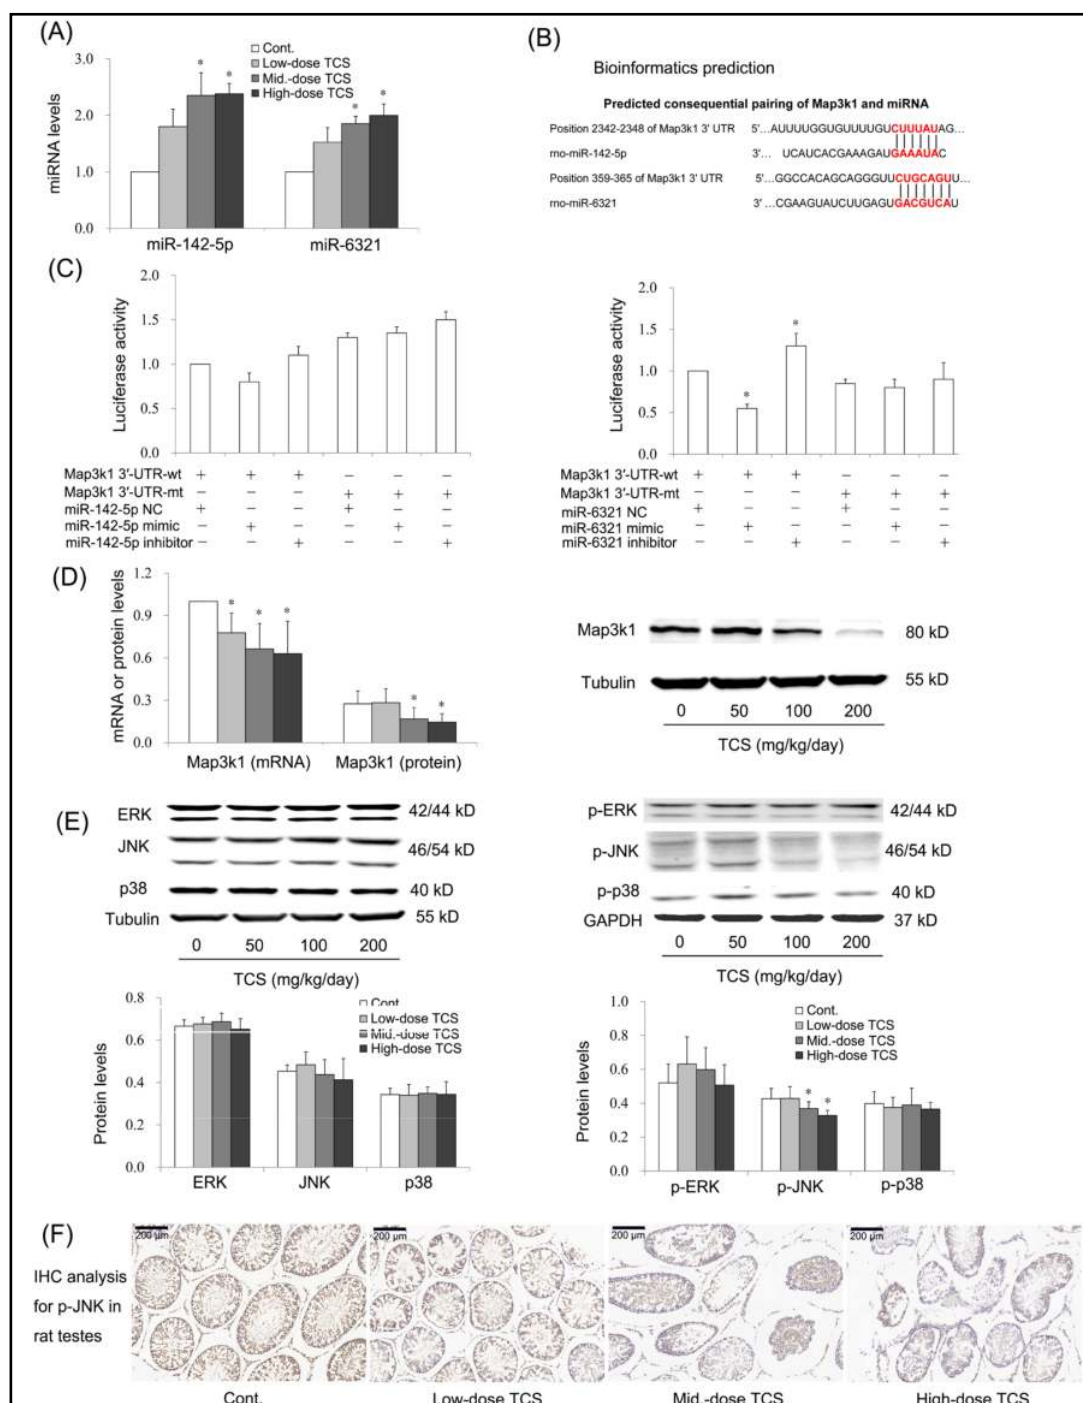 (A)
3.0
2.0
1.0
0.0
miRNA levels
Cont.
Low-dose TCS
Mid.-dose TCS
High-dose TCS
* *
* *
miR-142-5p miR-6321
(B)
Bioinformatics prediction
Predicted consequential pairing of Map3k1 and miRNA
Position 2342-2348 of Map3k1 3' UTR 5'...AUUUUGGUGUUUUGUCUUUAUAG...
rno-miR-142-5p 3'... UCAUCACGAAAGAUGAAAUAC
Position 359-365 of Map3k1 3' UTR 5'...GGCCACAGCAGGGUUCUGCAGUU...
rno-miR-6321 3' ...CGAAGUAUCUUGAGUGACGUCAU
(C)
2.0
1.5
1.0
0.5
0.0
Luciferase activity
Map3k1 3'-UTR-wt + + + − − −
Map3k1 3'-UTR-mt − − − + + +
miR-142-5p NC + − − + − −
miR-142-5p mimic − + − − + −
miR-142-5p inhibitor − − + − − +
2.0
1.5
1.0
0.5
0.0
Luciferase activity
*
*
Map3k1 3'-UTR-wt + + + − − −
Map3k1 3'-UTR-mt − − − + + +
miR-6321 NC + − − + − −
miR-6321 mimic − + − − + −
miR-6321 inhibitor − − + − − +
(D)
1.2
0.9
0.6
0.3
0.0
mRNA or protein levels
* * *
* *
Map3k1 (mRNA) Map3k1 (protein)
Map3k1 80 kD
Tubulin 55 kD
0 50 100 200
TCS (mg/kg/day)
(E)
ERK 42/44 kD
JNK 46/54 kD
p38 40 kD
Tubulin 55 kD
0 50 100 200
TCS (mg/kg/day)
p-ERK 42/44 kD
p-JNK 46/54 kD
p-p38 40 kD
GAPDH 37 kD
0 50 100 200
TCS (mg/kg/day)
0.8
0.6
0.4
0.2
0.0
Protein levels
Cont.
Low-dose TCS
Mid.-dose TCS
High-dose TCS
ERK JNK p38
1.0
0.8
0.6
0.4
0.2
0.0
Protein levels
Cont.
Low-dose TCS
Mid.-dose TCS
High-dose TCS
* *
p-ERK p-JNK p-p38
(F)
IHC analysis
for p-JNK in
rat testes
200 μm 200 μm 200 μm 200 μm
Cont. Low-dose TCS Mid.-dose TCS High-dose TCS